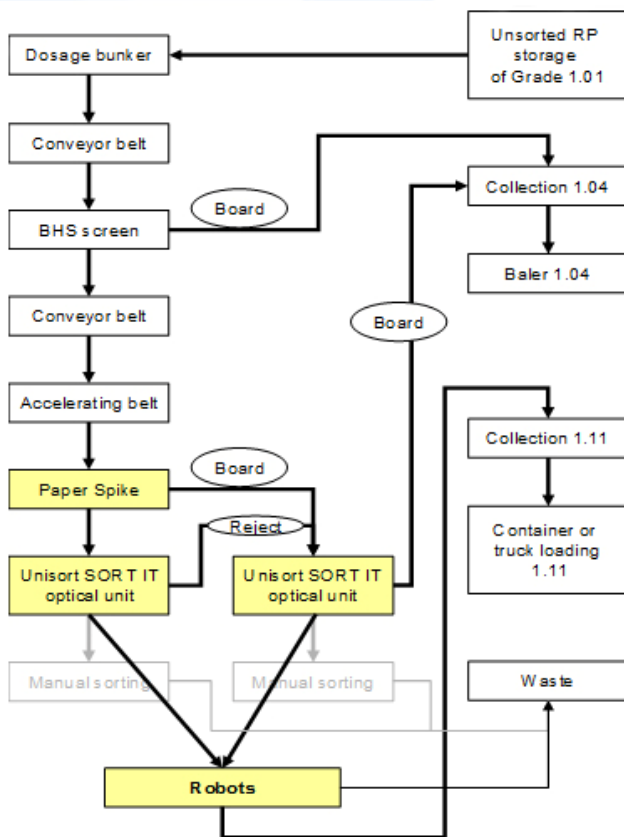 Unsorted RP
storage
of Grade 1.01
Dosage bunker
Conveyor belt
Collection 1.04
Board
BHS screen
Baler 1.04
Conveyor belt
Board
Accelerating belt
Collection 1.11
Board
Paper Spike
Reject
Container or
truck loading
1.11
Unisort SORT IT
optical unit
Unisort SORT IT
optical unit
Manual sorting
Manual sorting
Waste
Robots